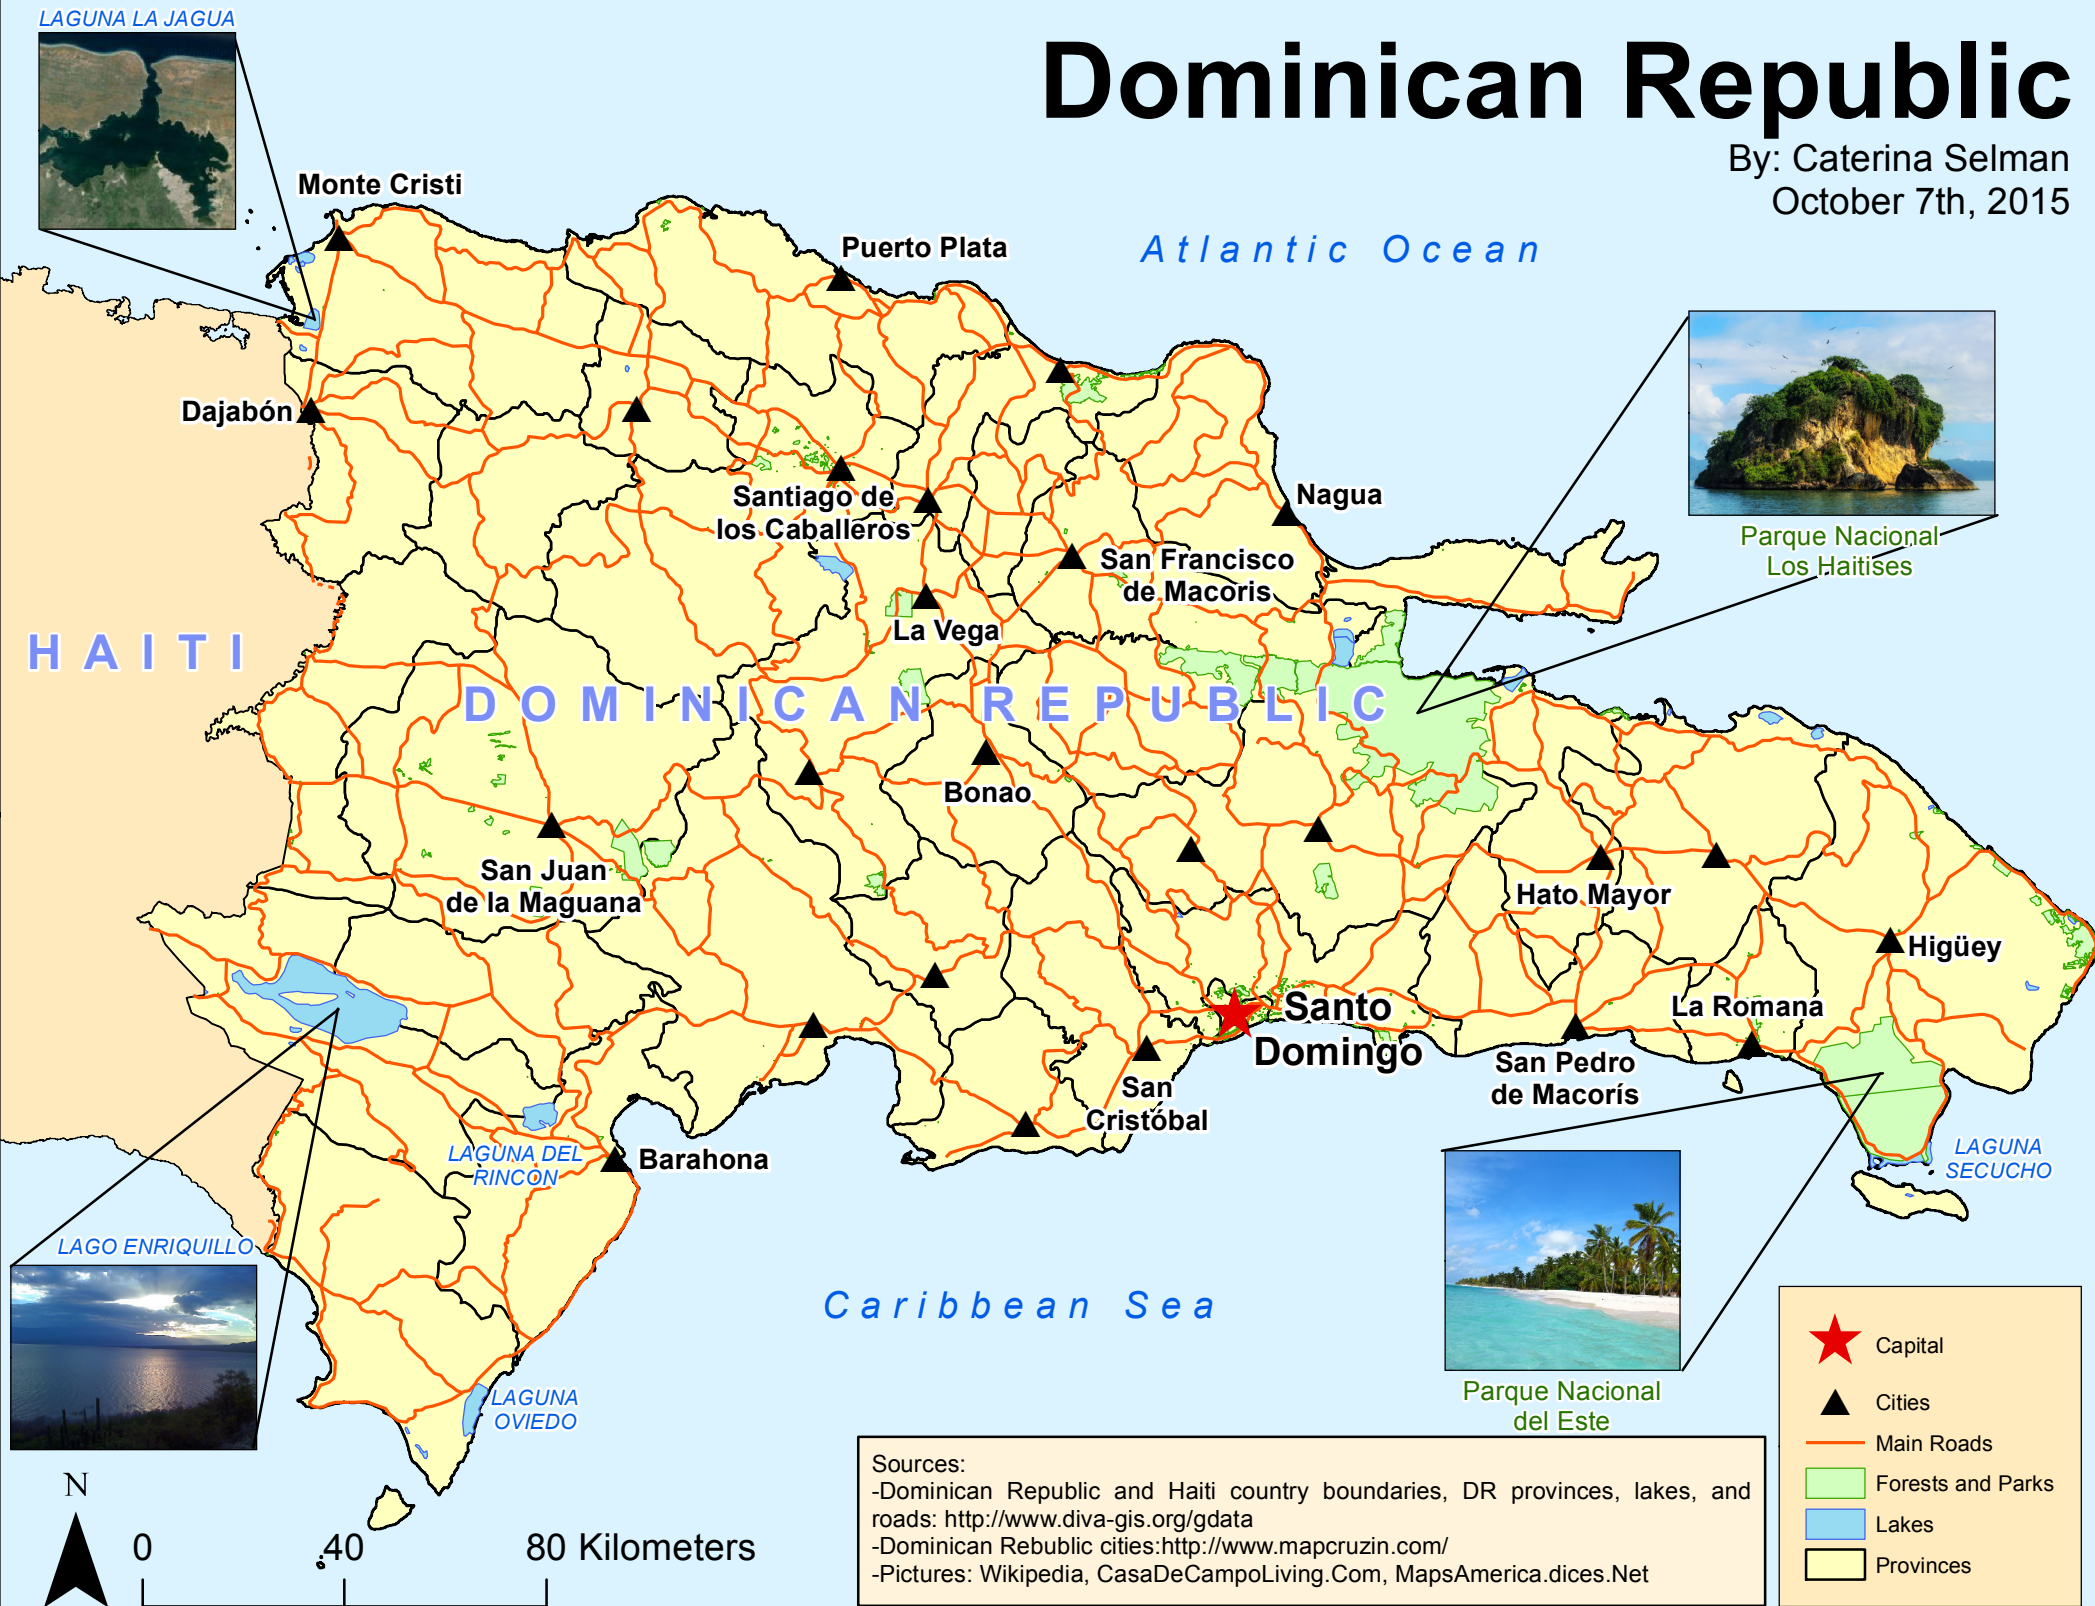 LAGUNA LA JAGUA
Dominican Republic
By: Caterina Selman
October 7th, 2015
Monte Cristi
Puerto Plata
Atlantic Ocean
Dajabón
Santiago de
los Caballeros
Nagua
San Francisco
de Macoris
Parque Nacional
Los Haitises
La Vega
HAITI
DOMINICAN REPUBLIC
Bonao
San Juan
de la Maguana
Hato Mayor
Higüey
Santo
Domingo
La Romana
San Pedro
de Macorís
San
Cristóbal
LAGUNA DEL
RINCON
Barahona
LAGUNA
SECUCHO
LAGO ENRIQUILLO
Caribbean Sea
LAGUNA
OVIEDO
Parque Nacional
del Este
N
0 40 80 Kilometers
Sources:
-Dominican Republic and Haiti country boundaries, DR provinces, lakes, and
roads: http://www.diva-gis.org/gdata
-Dominican Rebublic cities:http://www.mapcruzin.com/
-Pictures: Wikipedia, CasaDeCampoLiving.Com, MapsAmerica.dices.Net
Capital
Cities
Main Roads
Forests and Parks
Lakes
Provinces